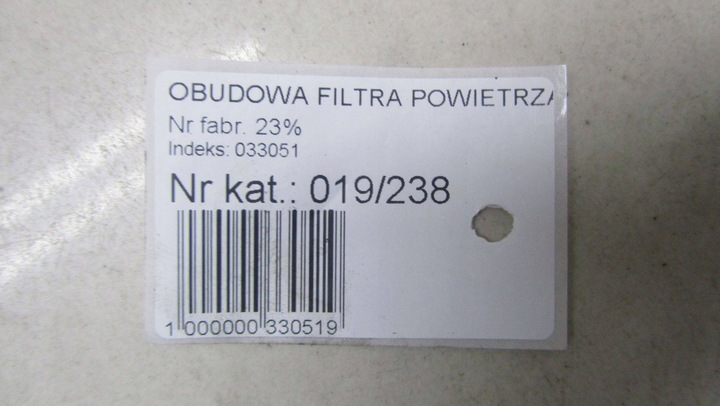 OBUDOWA FILTRA POWIETRZA
Nr fabr. 23%
Indeks: 033051
Nr kat.: 019/238
1 000000 330519